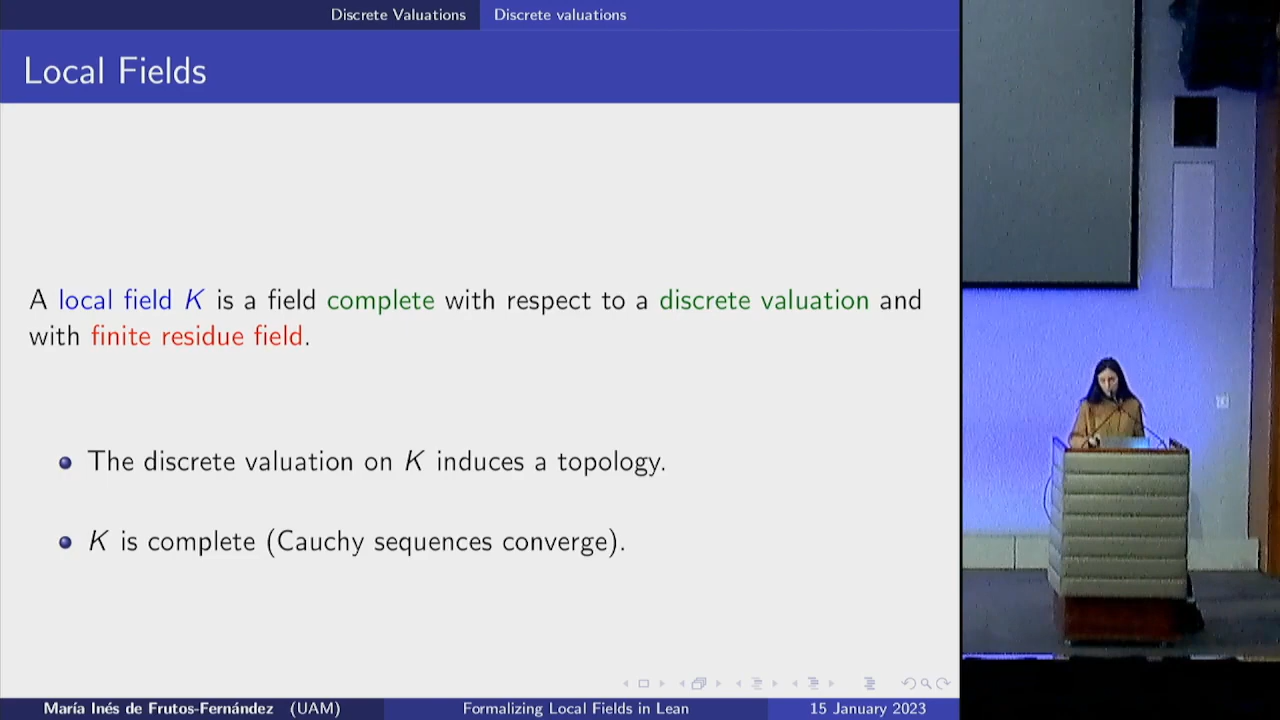 Discrete Valuations
Discrete valuations
Local Fields
A local field K is a field complete with respect to a discrete valuation and
with finite residue field.
The discrete valuation on K induces a topology.
K is complete (Cauchy sequences converge).
María Inés de Frutos-Fernández (UAM)
Formalizing Local Fields in Lean
15 January 2023